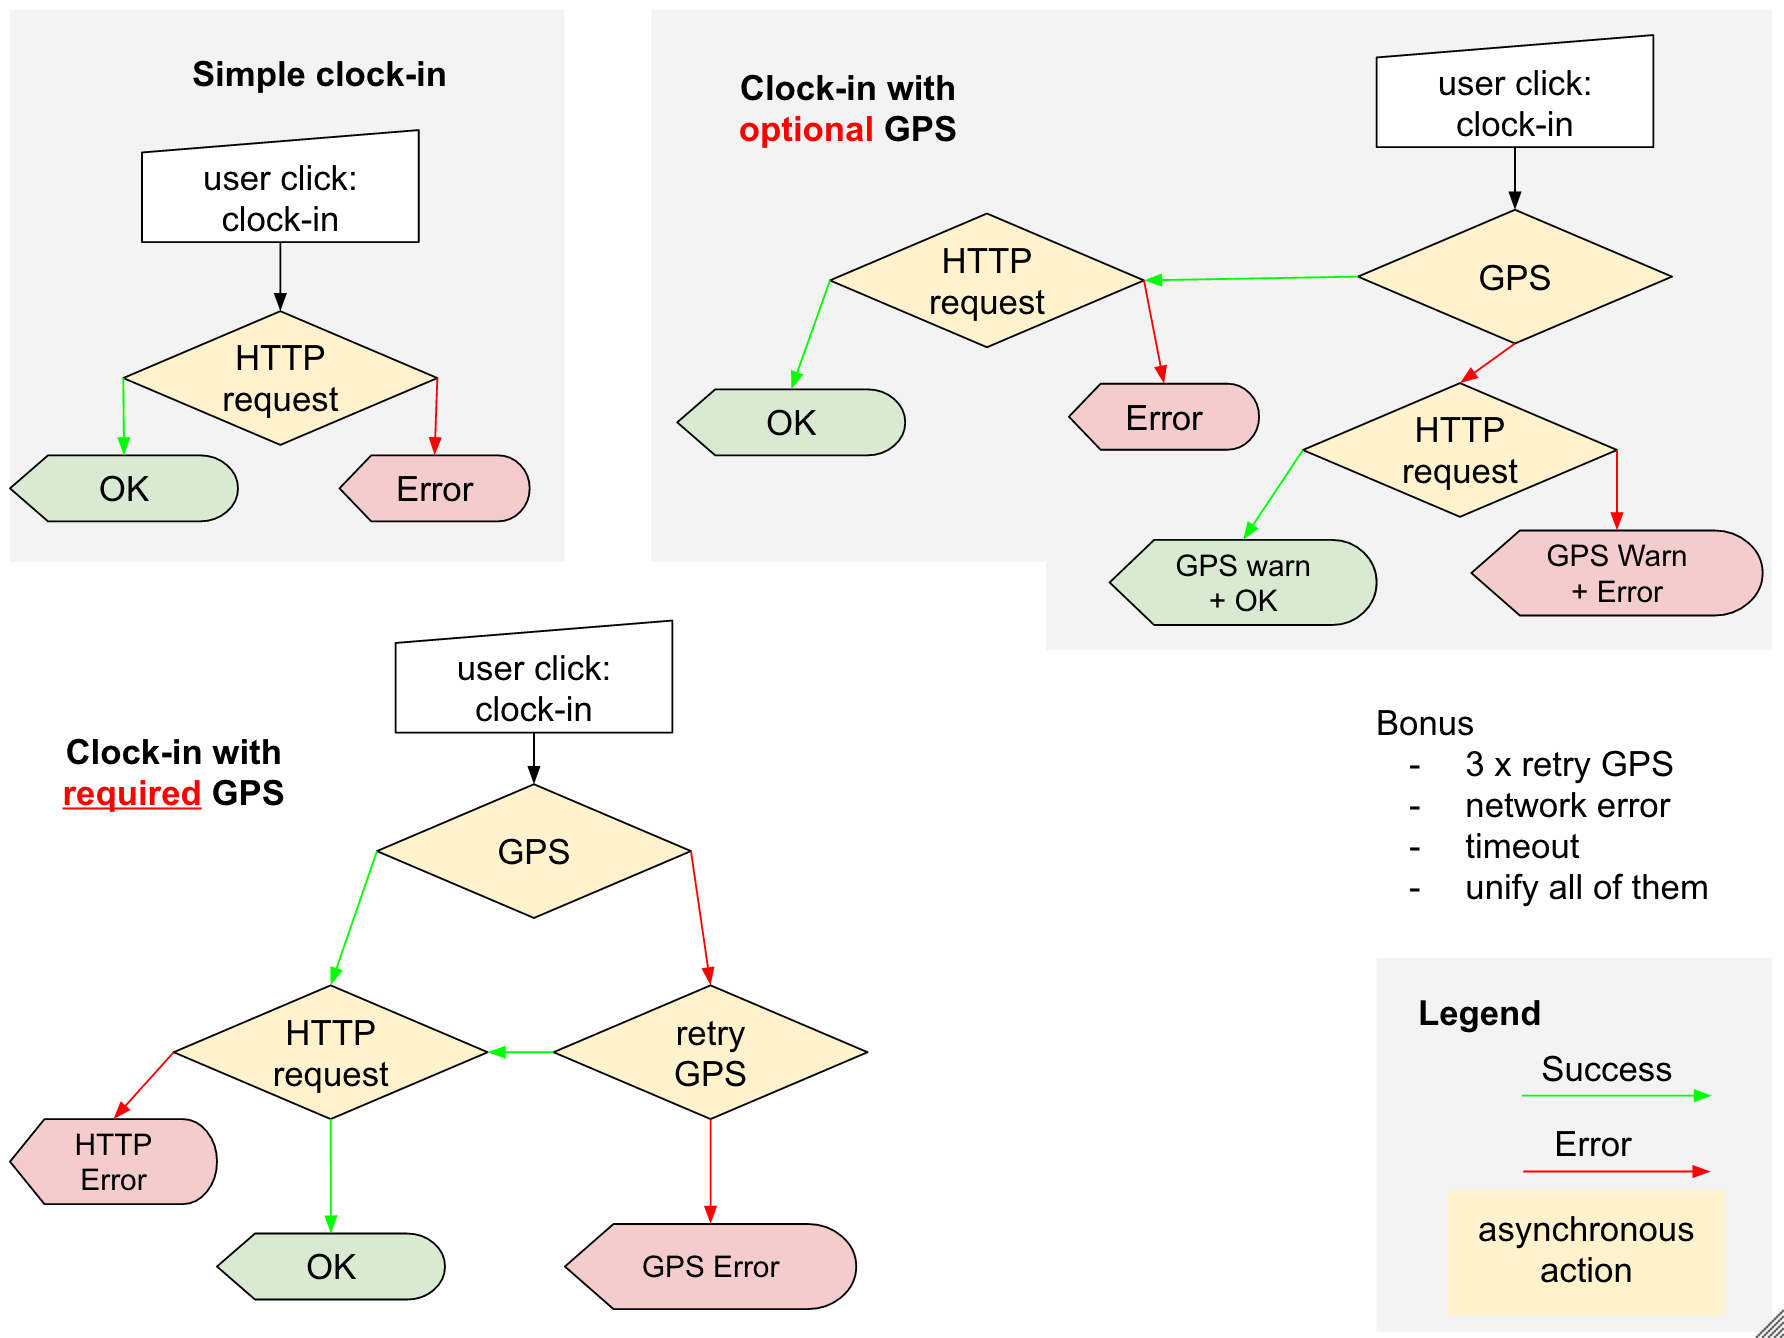 Simple clock-in
user click:
clock-in
HTTP
request
OK
Error
Clock-in with
optional GPS
user click:
clock-in
GPS
HTTP
request
OK
Error
HTTP
request
GPS warn
+ OK
GPS Warn
+ Error
Clock-in with
required GPS
user click:
clock-in
GPS
HTTP
request
retry
GPS
HTTP
Error
OK
GPS Error
Bonus
- 3 x retry GPS
- network error
- timeout
- unify all of them
Legend
Success
Error
asynchronous
action